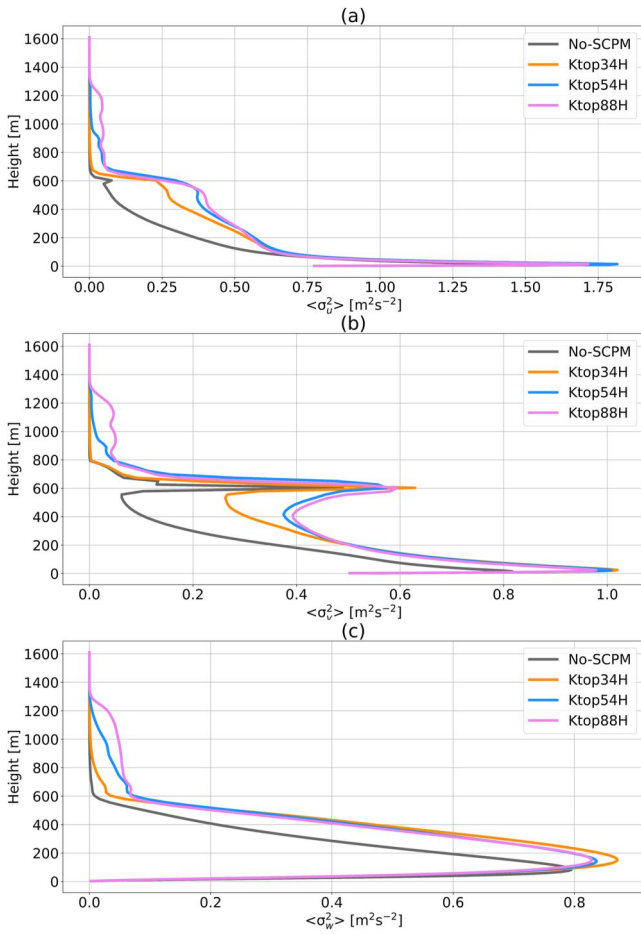 (a)
1600
1400
1200
1000
800
600
400
200
0
Height [m]
No-SCPM
Ktop34H
Ktop54H
Ktop88H
0.00 0.25 0.50 0.75 1.00 1.25 1.50 1.75
<σ²ᵤ> [m²s⁻²]
(b)
1600
1400
1200
1000
800
600
400
200
0
Height [m]
No-SCPM
Ktop34H
Ktop54H
Ktop88H
0.0 0.2 0.4 0.6 0.8 1.0
<σ²ᵥ> [m²s⁻²]
(c)
1600
1400
1200
1000
800
600
400
200
0
Height [m]
No-SCPM
Ktop34H
Ktop54H
Ktop88H
0.0 0.2 0.4 0.6 0.8
<σ²_w> [m²s⁻²]